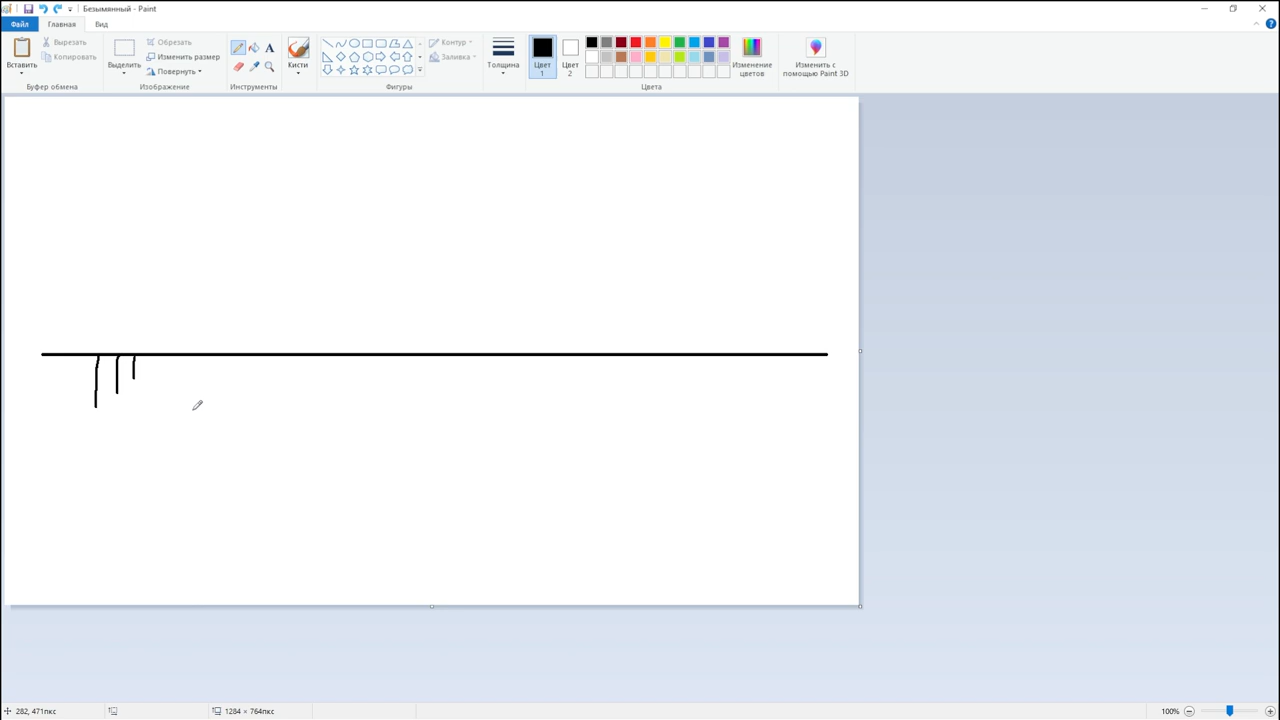 Безымянный - Paint
Файл Главная Вид
Вставить
Вырезать
Копировать
Буфер обмена
Выделить
Обрезать
Изменить размер
Повернуть
Изображение
A
Инструменты
Кисти
Контур
Заливка
Фигуры
Толщина
Цвет 1
Цвет 2
Изменение цветов
Цвета
Изменить с помощью Paint 3D
282, 471пкс
1284 × 764пкс
100%